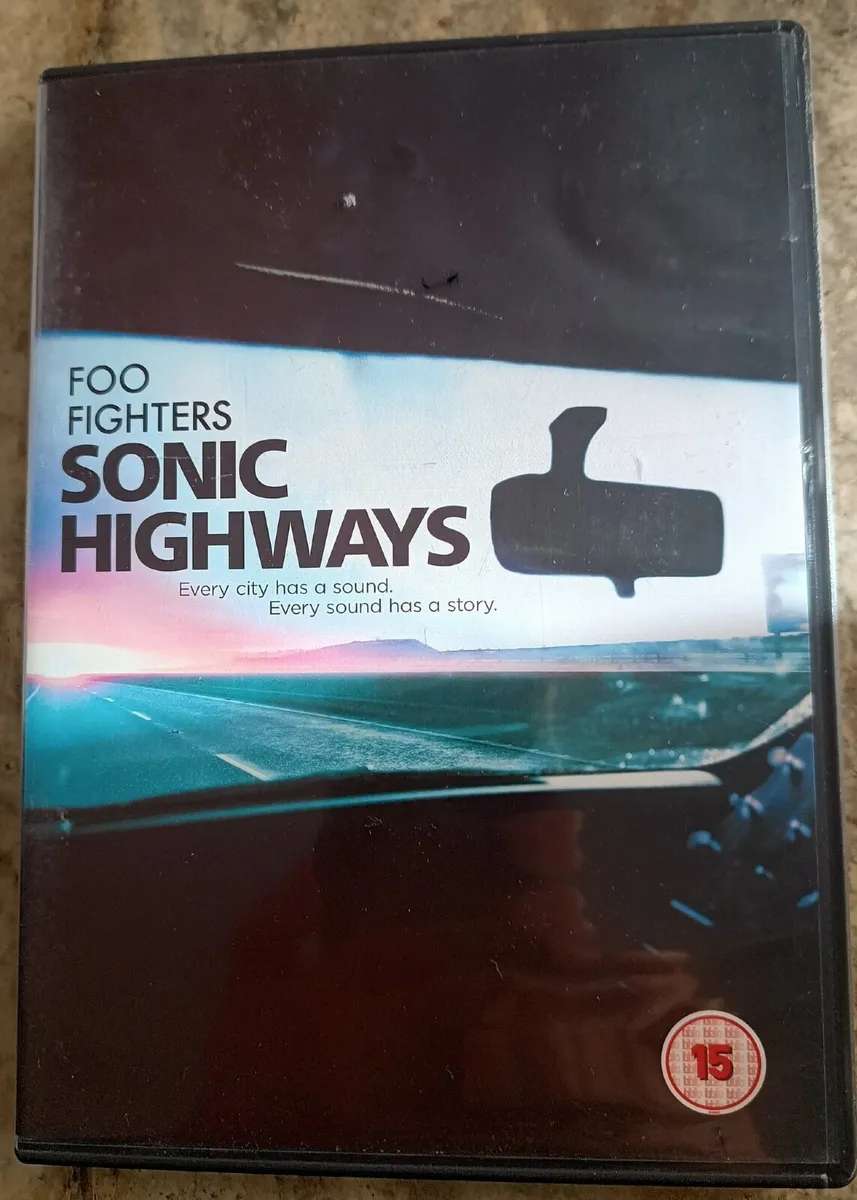 FOO
FIGHTERS
SONIC
HIGHWAYS
Every city has a sound.
Every sound has a story.
15